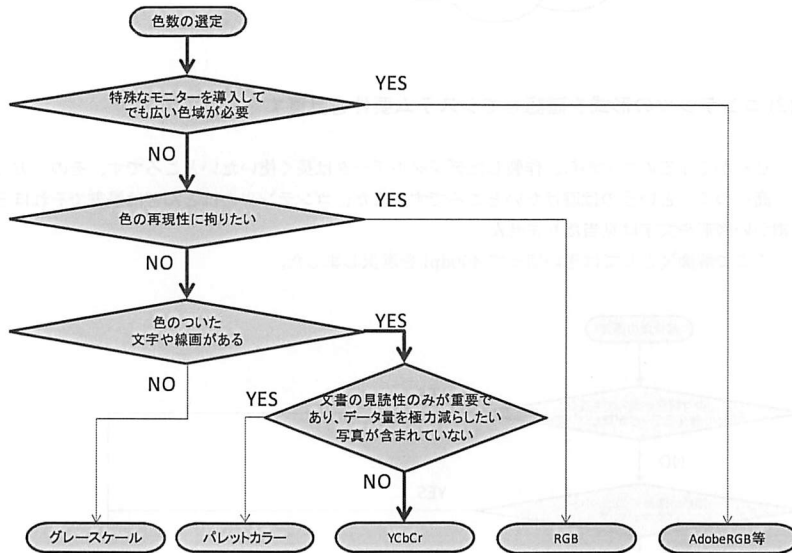 色数の選定
YES
特殊なモニターを導入して
でも広い色域が必要
NO
YES
色の再現性に拘りたい
NO
色のついた
文字や線画がある
YES
NO
YES
文書の見読性のみが重要で
あり、データ量を極力減らしたい
写真が含まれていない
NO
グレースケール
パレットカラー
YCbCr
RGB
AdobeRGB等